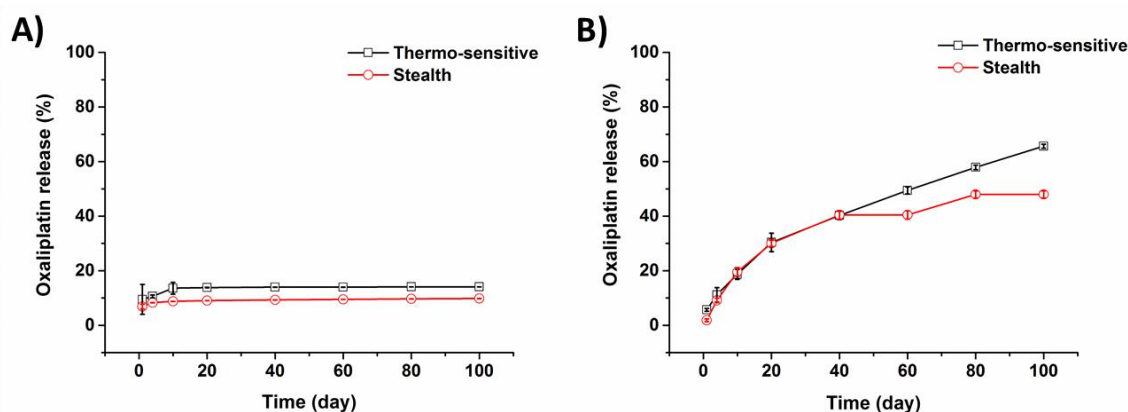 A)
Thermo-sensitive
Stealth
Oxaliplatin release (%)
100
80
60
40
20
0
0 20 40 60 80 100
Time (day)
B)
Thermo-sensitive
Stealth
Oxaliplatin release (%)
100
80
60
40
20
0
0 20 40 60 80 100
Time (day)